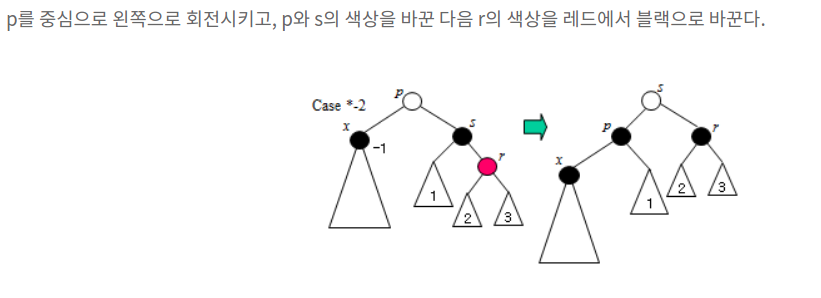 p를 중심으로 왼쪽으로 회전시키고, p와 s의 색상을 바꾼 다음 r의 색상을 레드에서 블랙으로 바꾼다.
Case *-2
p
s
x
-1
s
r
p
r
x
1
2
3
1
2
3